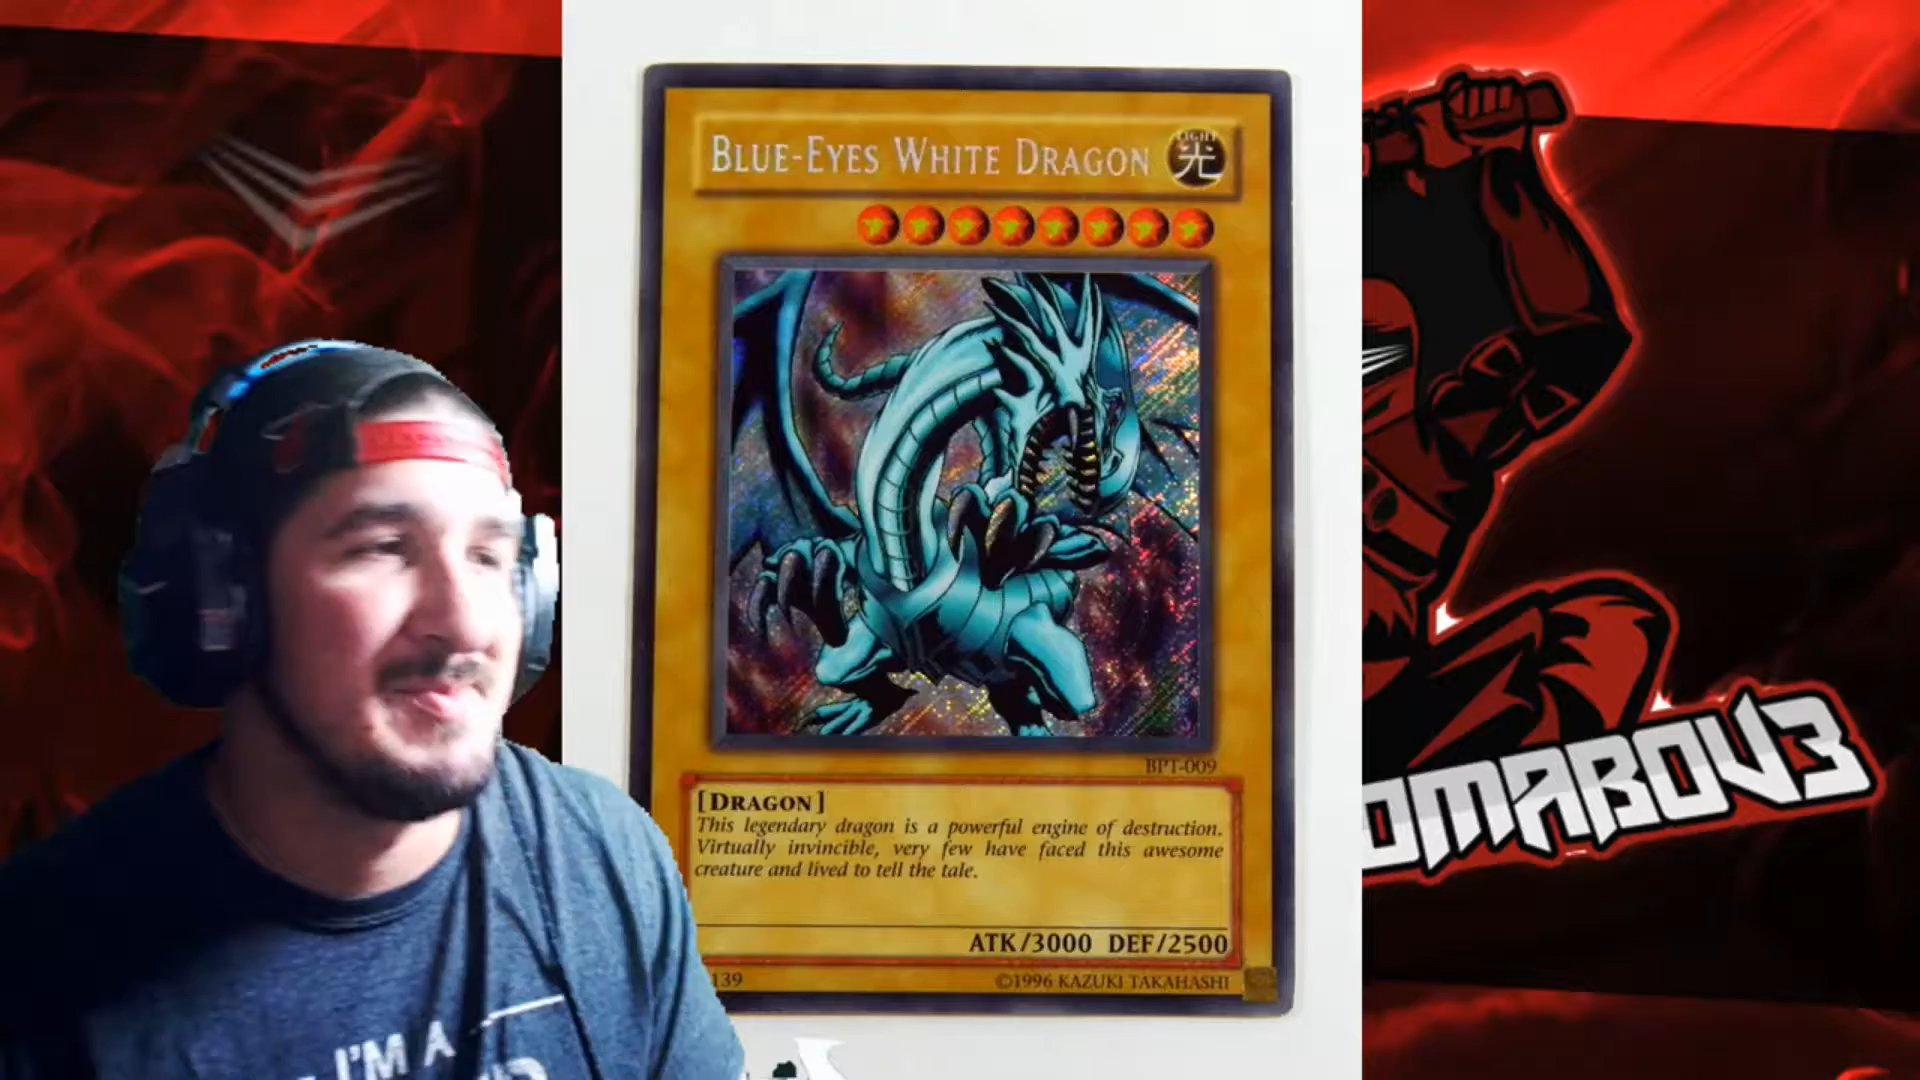 BLUE-EYES WHITE DRAGON
LIGHT
光
BPT-009
[DRAGON]
This legendary dragon is a powerful engine of destruction.
Virtually invincible, very few have faced this awesome
creature and lived to tell the tale.
ATK/3000 DEF/2500
139
©1996 KAZUKI TAKAHASHI
OMABOV3
I'M A